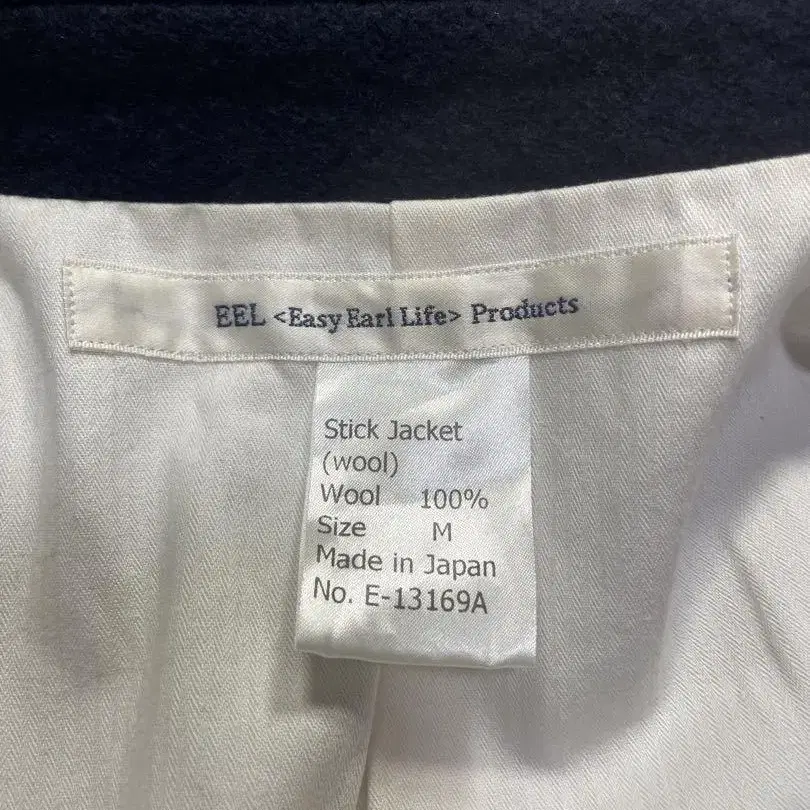 EEL <Easy Earl Life> Products
Stick Jacket
(wool)
Wool 100%
Size M
Made in Japan
No. E-13169A